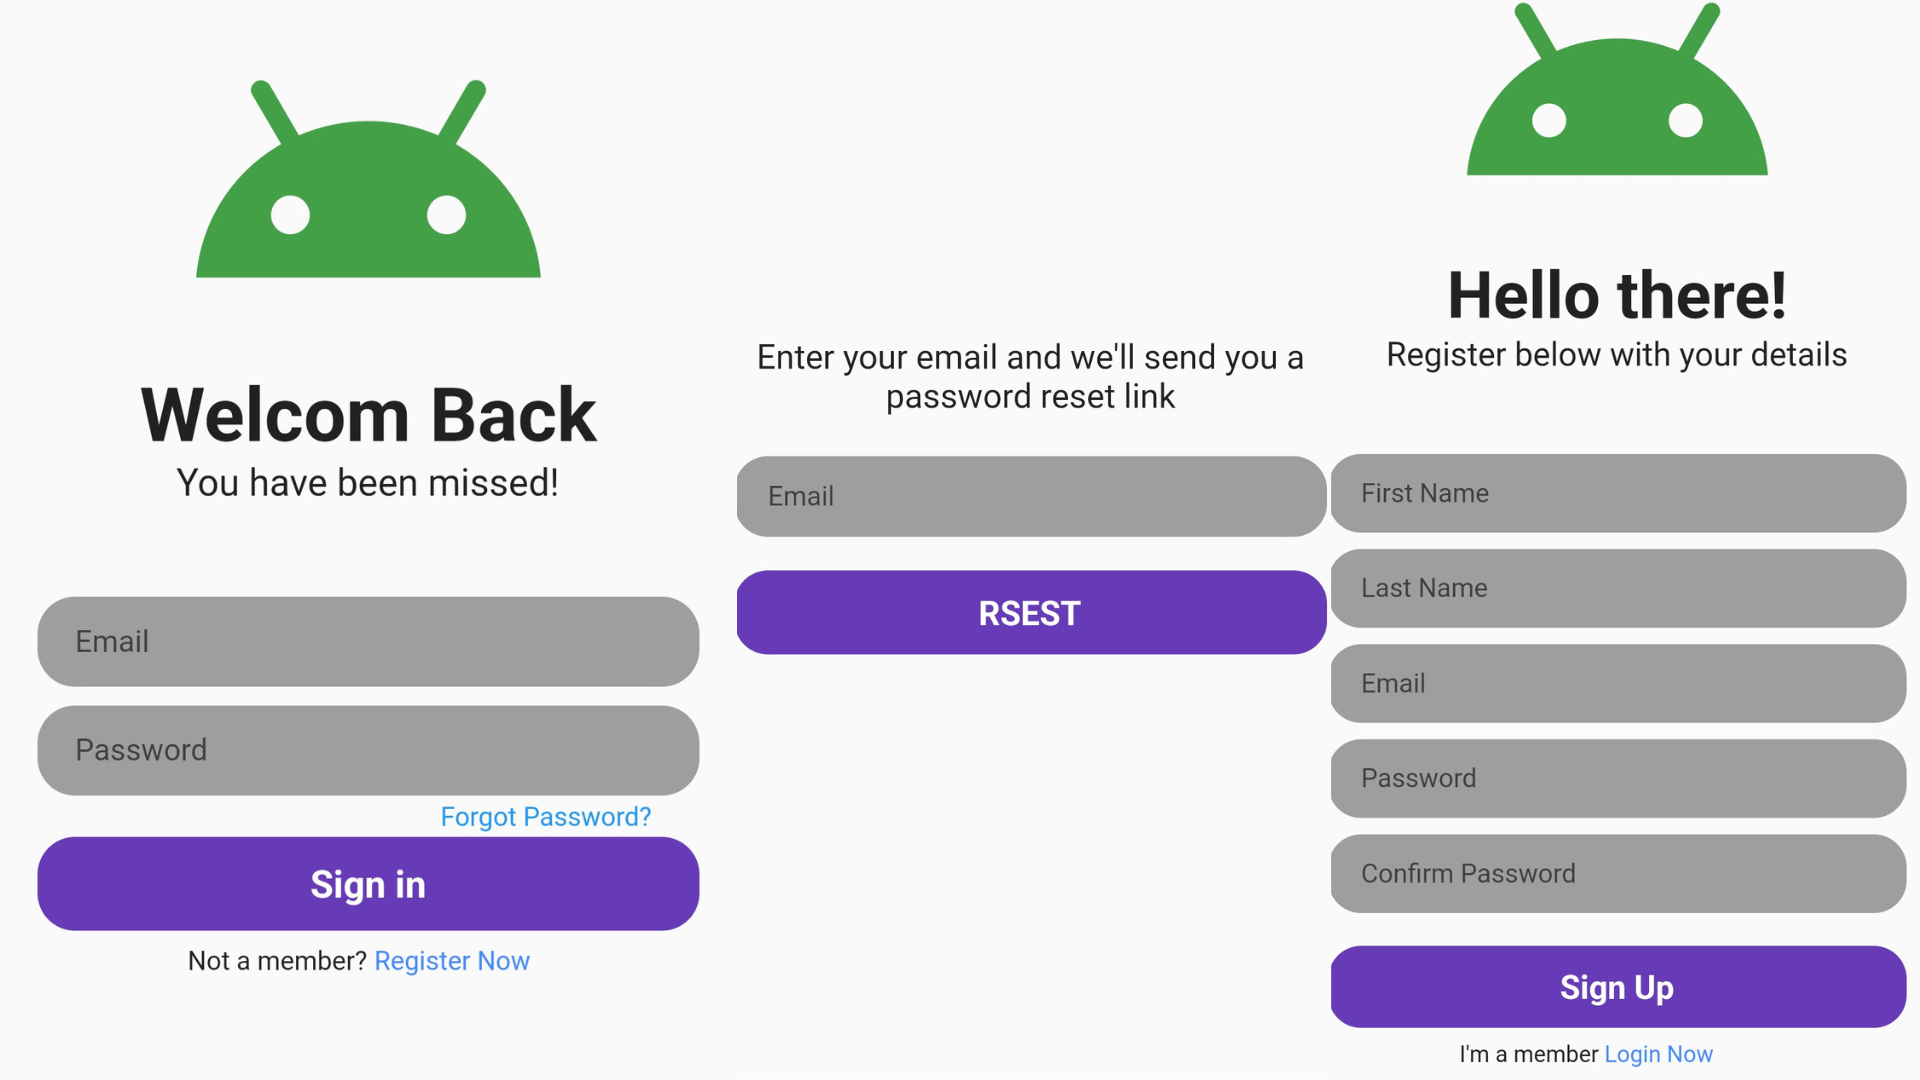 Welcom Back
You have been missed!
Email
Password
Forgot Password?
Sign in
Not a member? Register Now
Enter your email and we'll send you a
password reset link
Email
RSEST
Hello there!
Register below with your details
First Name
Last Name
Email
Password
Confirm Password
Sign Up
I'm a member Login Now